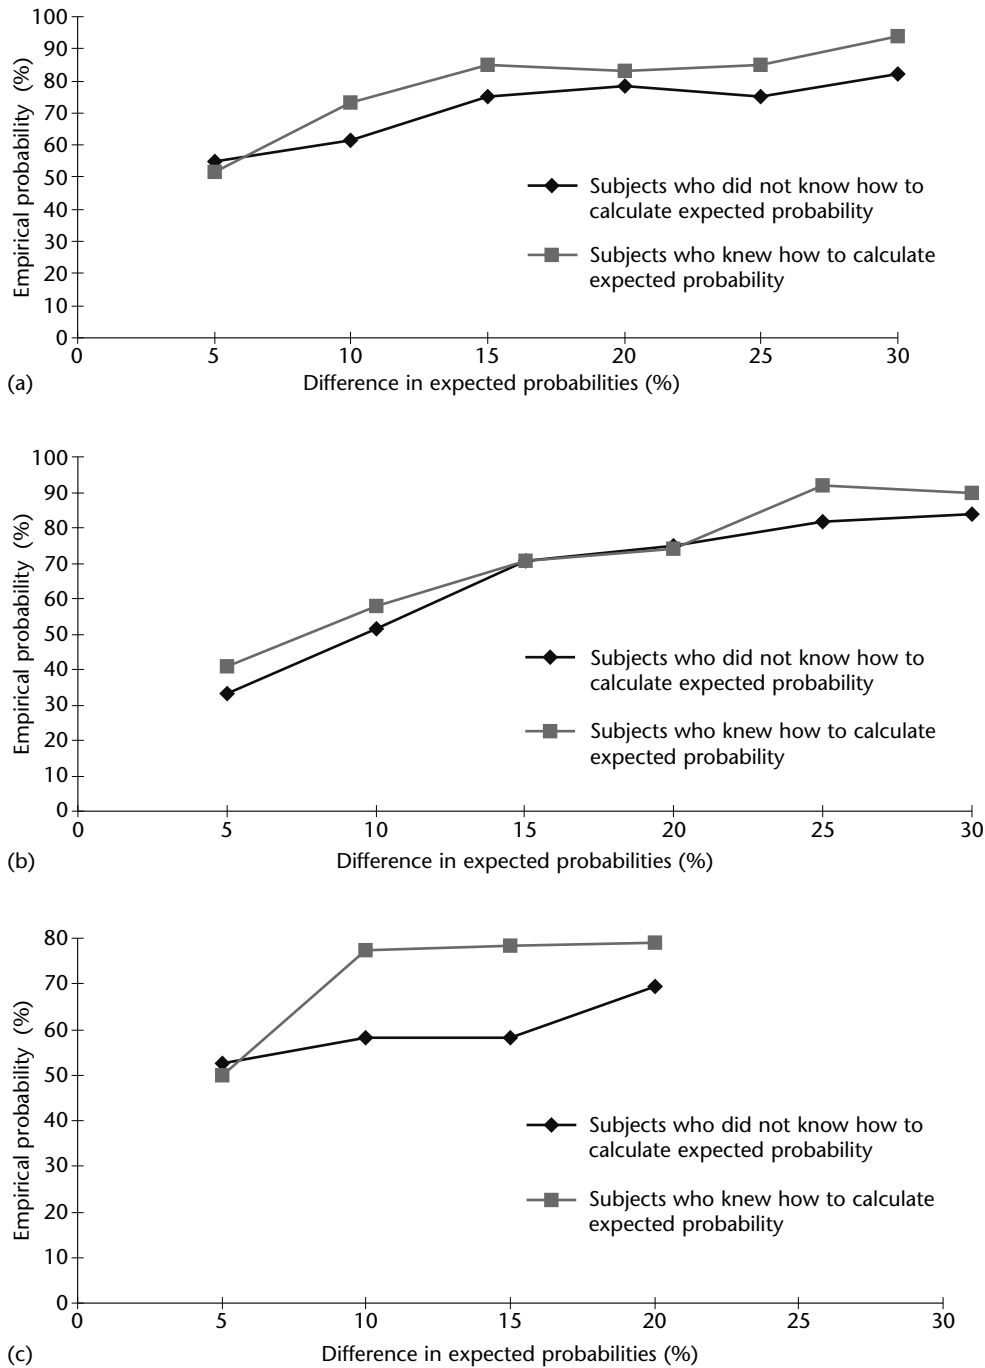 100
90
80
70
60
50
40
30
20
10
0
Empirical probability (%)
Subjects who did not know how to
calculate expected probability
Subjects who knew how to calculate
expected probability
0 5 10 15 20 25 30
(a) Difference in expected probabilities (%)
100
90
80
70
60
50
40
30
20
10
0
Empirical probability (%)
Subjects who did not know how to
calculate expected probability
Subjects who knew how to calculate
expected probability
0 5 10 15 20 25 30
(b) Difference in expected probabilities (%)
80
70
60
50
40
30
20
10
0
Empirical probability (%)
Subjects who did not know how to
calculate expected probability
Subjects who knew how to calculate
expected probability
0 5 10 15 20 25 30
(c) Difference in expected probabilities (%)